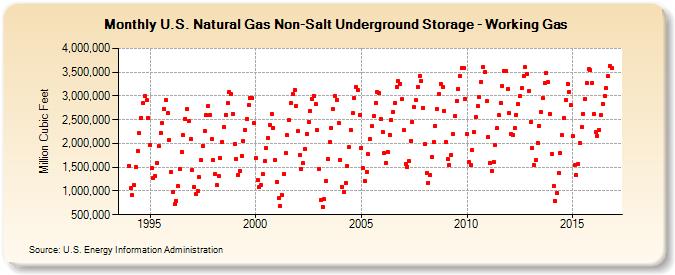 Monthly U.S. Natural Gas Non-Salt Underground Storage - Working Gas
Million Cubic Feet
4,000,000
3,500,000
3,000,000
2,500,000
2,000,000
1,500,000
1,000,000
500,000
1995 2000 2005 2010 2015
Source: U.S. Energy Information Administration